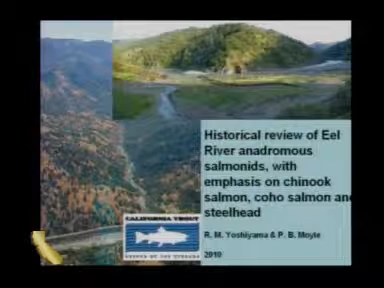 Historical review of Eel
River anadromous
salmonids, with
emphasis on chinook
salmon, coho salmon and
steelhead
R. M. Yoshiyama & P. B. Moyle
2010
CALIFORNIA TROUT